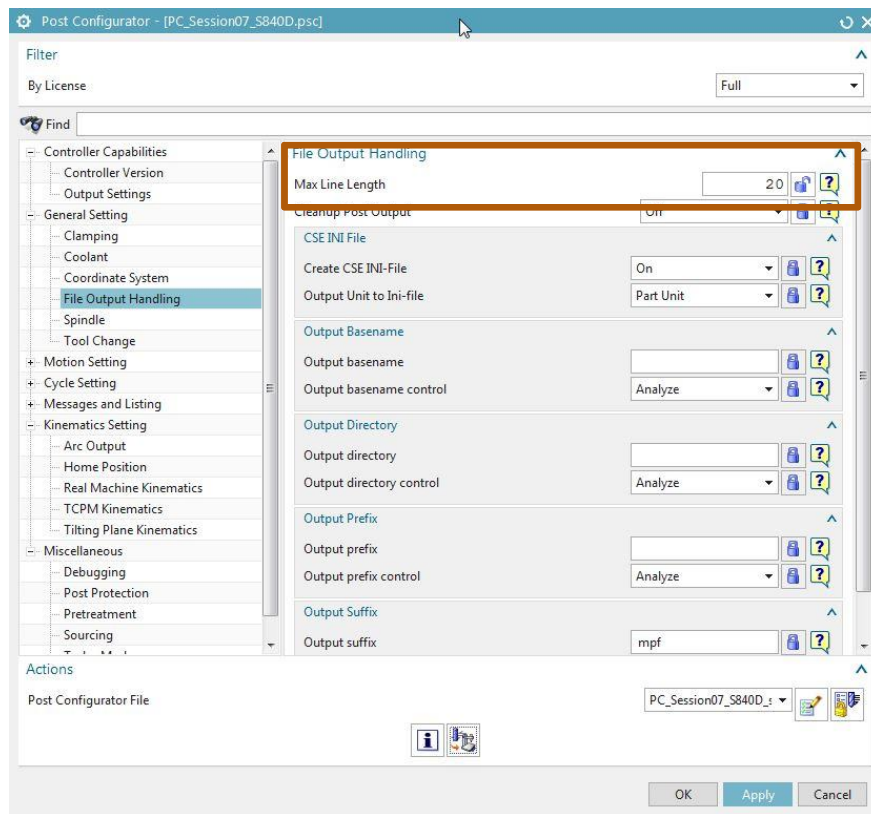 Post Configurator - [PC_Session07_S840D.psc]
Filter
By License
Full
Find
Controller Capabilities
Controller Version
Output Settings
General Setting
Clamping
Coolant
Coordinate System
File Output Handling
Spindle
Tool Change
Motion Setting
Cycle Setting
Messages and Listing
Kinematics Setting
Arc Output
Home Position
Real Machine Kinematics
TCPM Kinematics
Tilting Plane Kinematics
Miscellaneous
Debugging
Post Protection
Pretreatment
Sourcing
File Output Handling
Max Line Length 20
Cleanup Post Output Off
CSE INI File
Create CSE INI-File On
Output Unit to Ini-file Part Unit
Output Basename
Output basename
Output basename control Analyze
Output Directory
Output directory
Output directory control Analyze
Output Prefix
Output prefix
Output prefix control Analyze
Output Suffix
Output suffix mpf
Actions
Post Configurator File PC_Session07_S840D_s
OK
Apply
Cancel